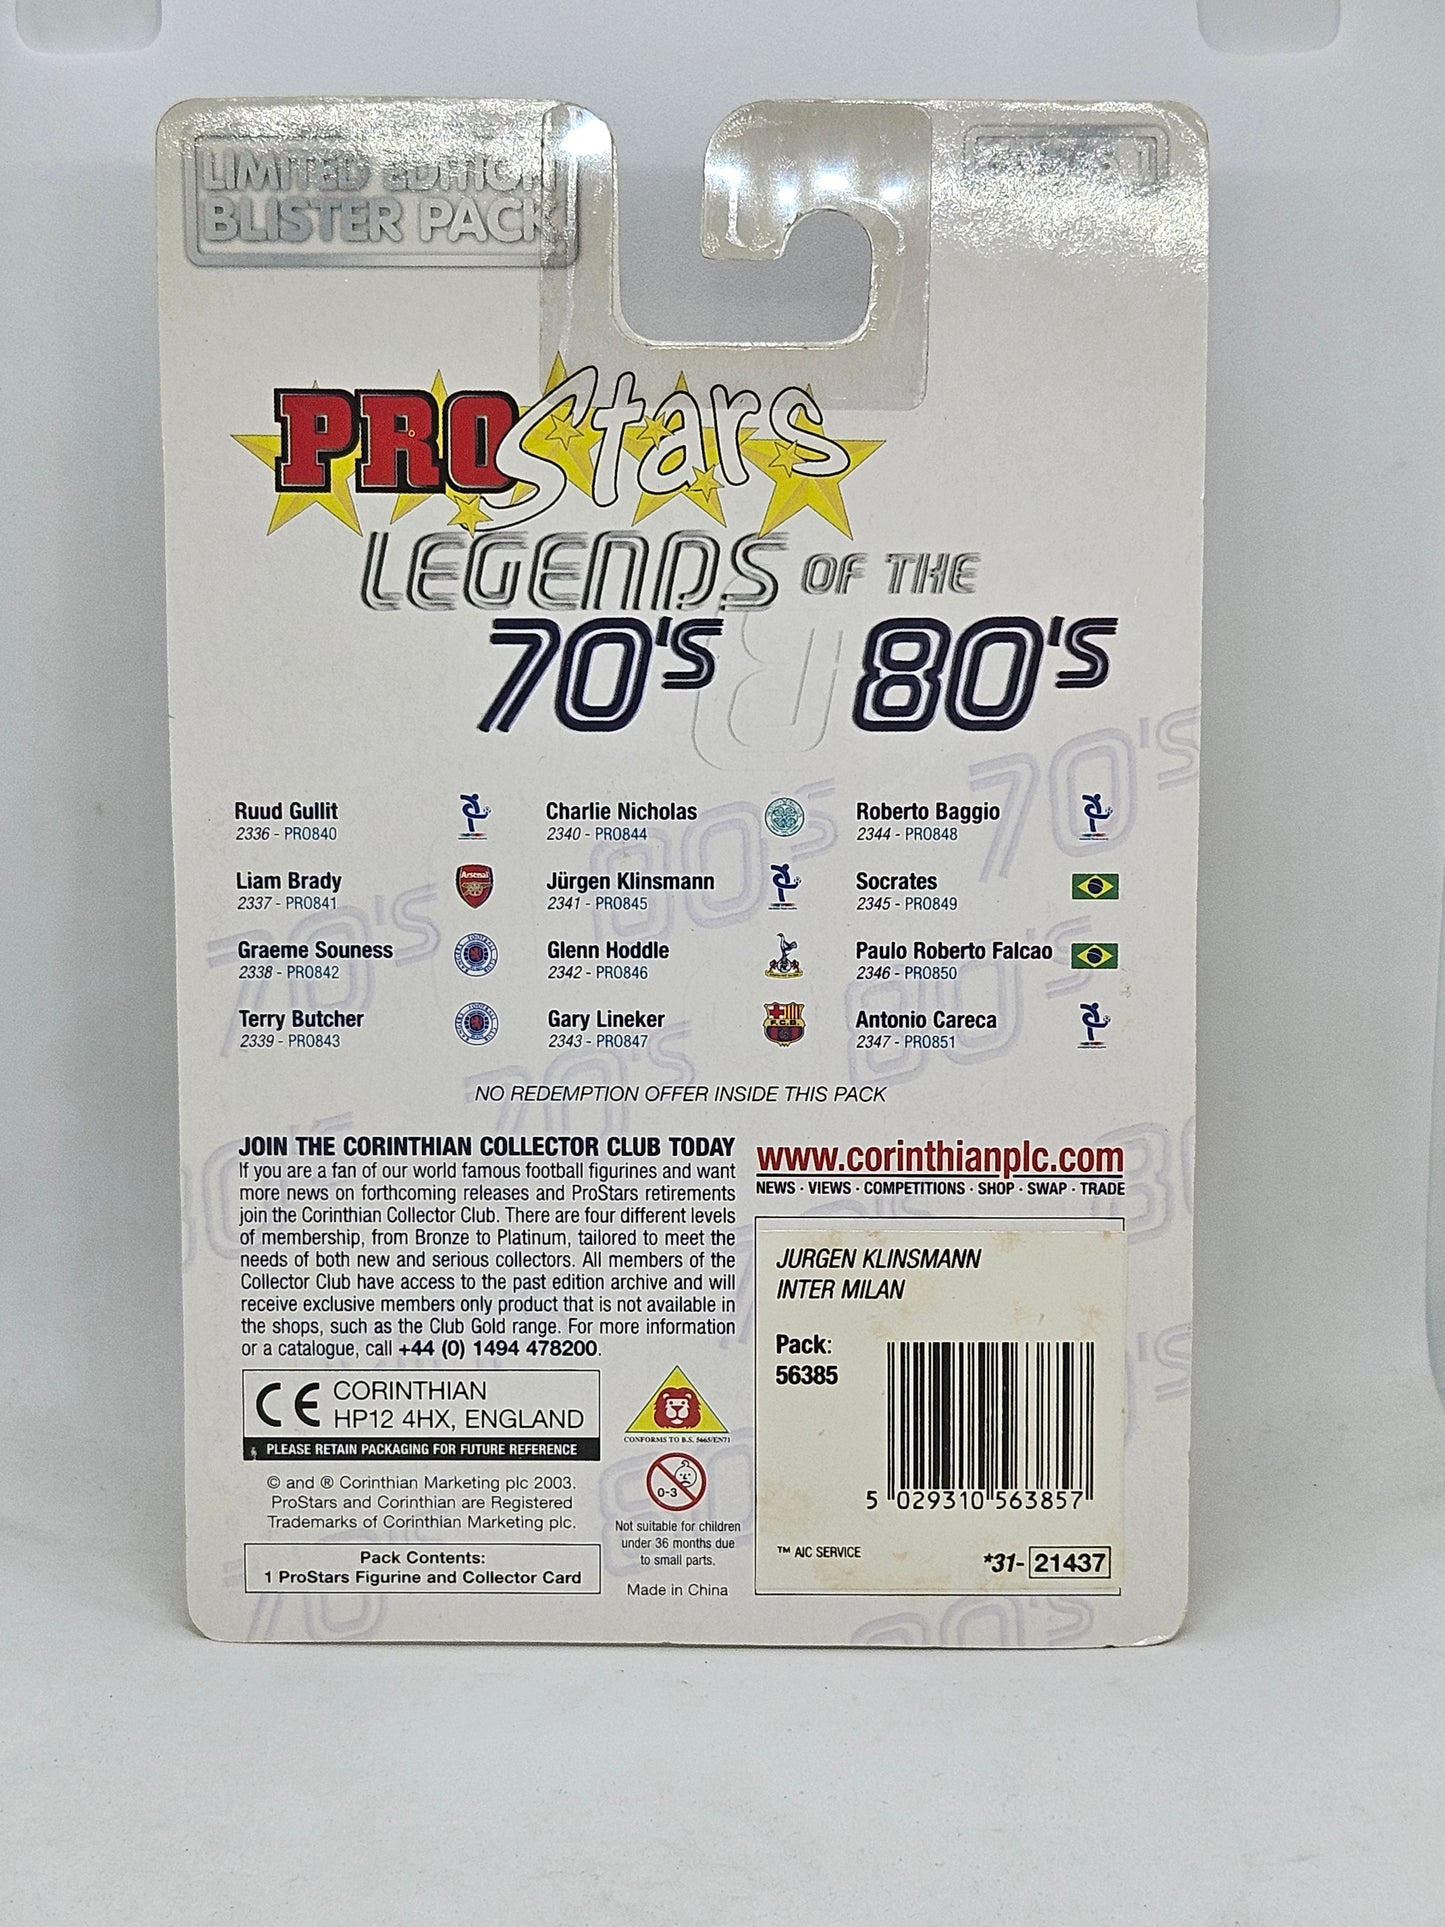 LIMITED EDITION
BLISTER PACK
SERIES 1
PROStars
LEGENDS OF THE
70's & 80's
Ruud Gullit
2336 - PRO840
Liam Brady
2337 - PRO841
Graeme Souness
2338 - PRO842
Terry Butcher
2339 - PRO843
Arsenal
Charlie Nicholas
2340 - PRO844
Jürgen Klinsmann
2341 - PRO845
Glenn Hoddle
2342 - PRO846
Gary Lineker
2343 - PRO847
F.C.B
Roberto Baggio
2344 - PRO848
Socrates
2345 - PRO849
Paulo Roberto Falcao
2346 - PRO850
Antonio Careca
2347 - PRO851
NO REDEMPTION OFFER INSIDE THIS PACK
JOIN THE CORINTHIAN COLLECTOR CLUB TODAY
If you are a fan of our world famous football figurines and want
more news on forthcoming releases and ProStars retirements
join the Corinthian Collector Club. There are four different levels
of membership, from Bronze to Platinum, tailored to meet the
needs of both new and serious collectors. All members of the
Collector Club have access to the past edition archive and will
receive exclusive members only product that is not available in
the shops, such as the Club Gold range. For more information
or a catalogue, call +44 (0) 1494 478200.
CE CORINTHIAN
HP12 4HX, ENGLAND
PLEASE RETAIN PACKAGING FOR FUTURE REFERENCE
© and ® Corinthian Marketing plc 2003.
ProStars and Corinthian are Registered
Trademarks of Corinthian Marketing plc.
Pack Contents:
1 ProStars Figurine and Collector Card
CONFORMS TO B.S. 5665/EN71
0-3
Not suitable for children
under 36 months due
to small parts.
Made in China
www.corinthianplc.com
NEWS · VIEWS · COMPETITIONS · SHOP · SWAP · TRADE
JURGEN KLINSMANN
INTER MILAN
Pack:
56385
5 029310 563857
™ AIC SERVICE
*31- 21437